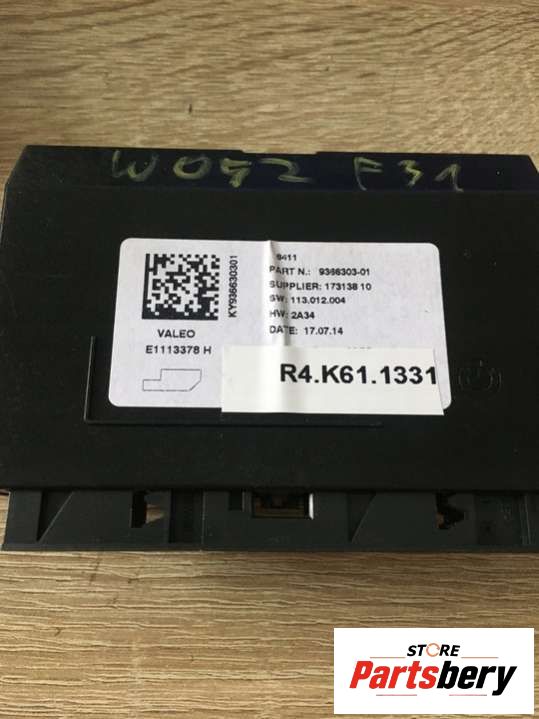 W072 F31
KY936630301
VALEO
E1113378 H
6411
PART N.: 9366303-01
SUPPLIER: 173138 10
SW: 113.012.004
HW: 2A34
DATE: 17.07.14
R4.K61.1331
STORE
Partsbery